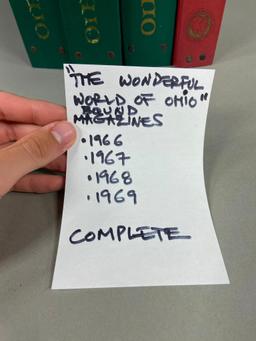 "THE WONDERFUL
WORLD OF OHIO"
BOUND
MAGAZINES
• 1966
• 1967
• 1968
• 1969
COMPLETE